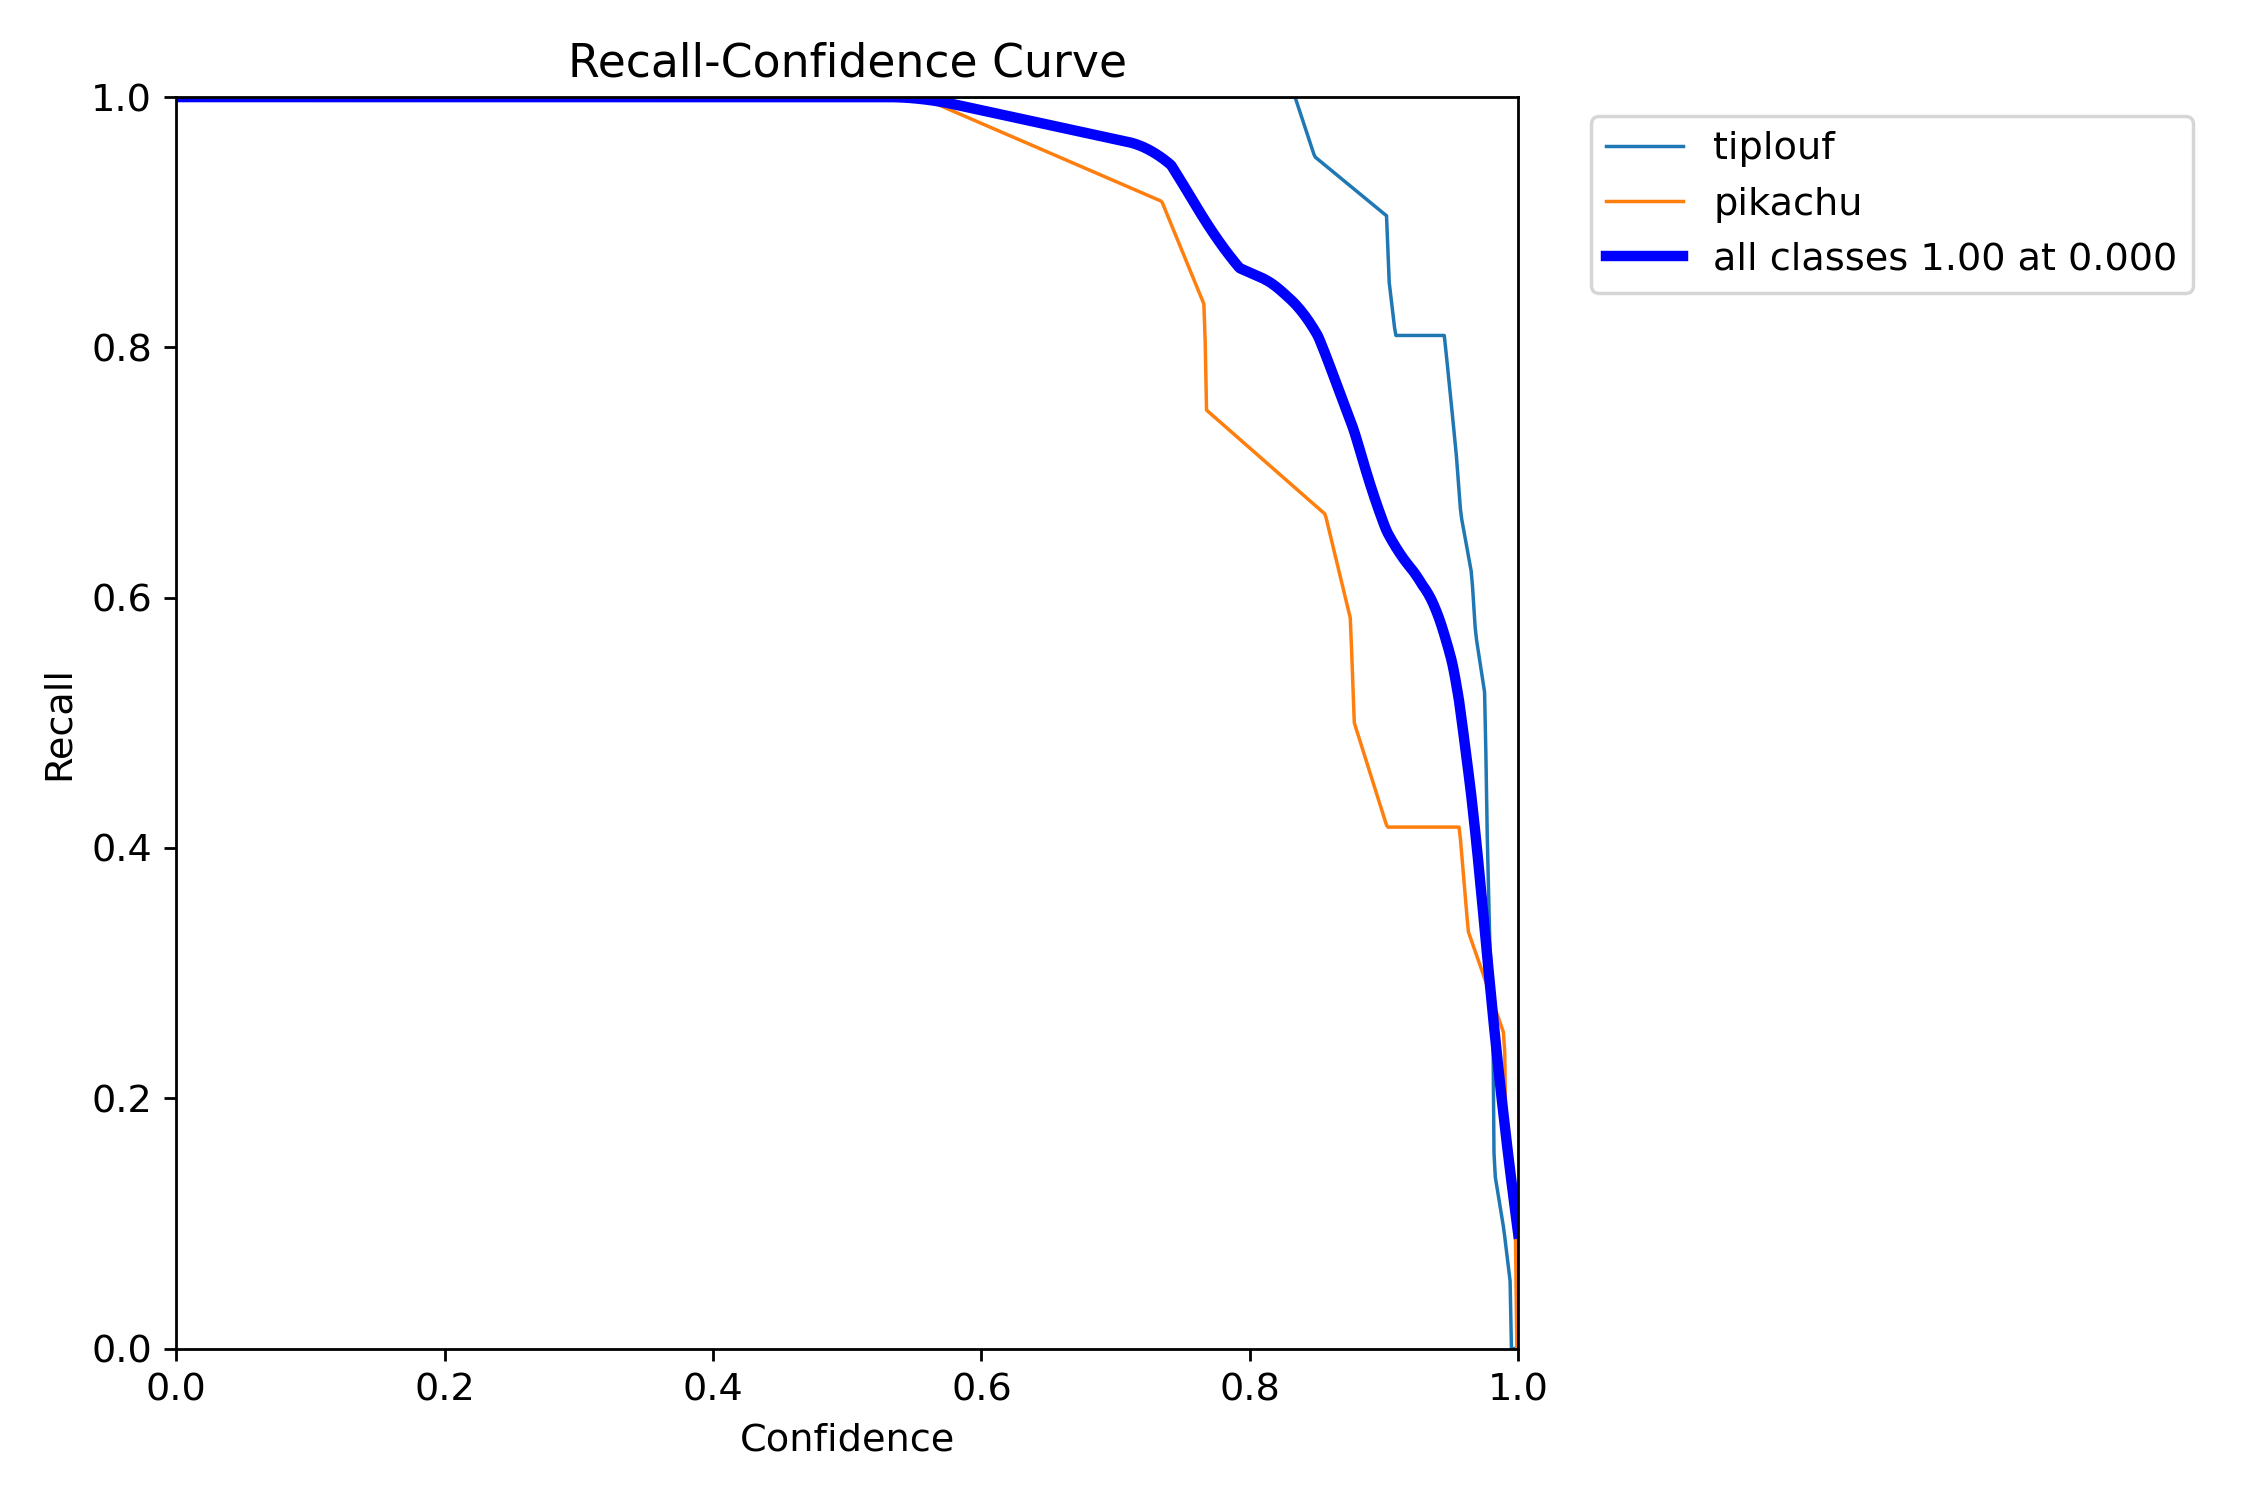 Recall-Confidence Curve
tiplouf
pikachu
all classes 1.00 at 0.000
1.0
0.8
0.6
0.4
0.2
0.0
Recall
0.0 0.2 0.4 0.6 0.8 1.0
Confidence